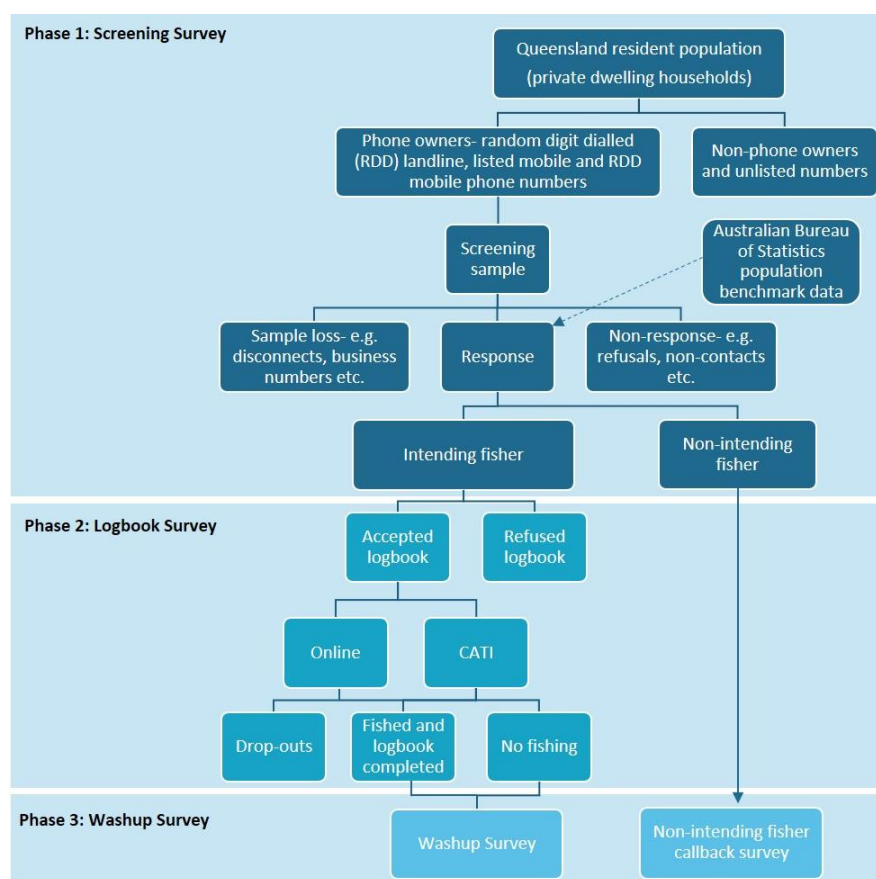 Phase 1: Screening Survey
Queensland resident population
(private dwelling households)
Phone owners- random digit dialled
(RDD) landline, listed mobile and RDD
mobile phone numbers
Non-phone owners
and unlisted numbers
Screening
sample
Australian Bureau
of Statistics
population
benchmark data
Sample loss- e.g.
disconnects, business
numbers etc.
Response
Non-response- e.g.
refusals, non-contacts
etc.
Intending fisher
Non-intending
fisher
Phase 2: Logbook Survey
Accepted
logbook
Refused
logbook
Online
CATI
Drop-outs
Fished and
logbook
completed
No fishing
Phase 3: Washup Survey
Washup Survey
Non-intending fisher
callback survey